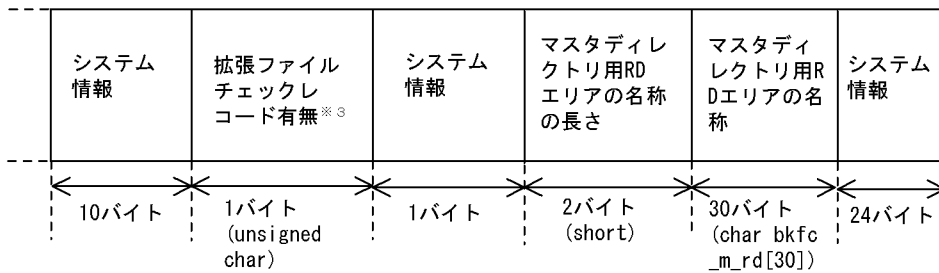 システム
情報
拡張ファイル
チェックレ
コード有無※3
システム
情報
マスタディレ
クトリ用RD
エリアの名称
の長さ
マスタディ
レクトリ用R
Dエリアの名
称
システム
情報
10バイト
1バイト
(unsigned
char)
1バイト
2バイト
(short)
30バイト
(char bkfc
_m_rd[30])
24バイト